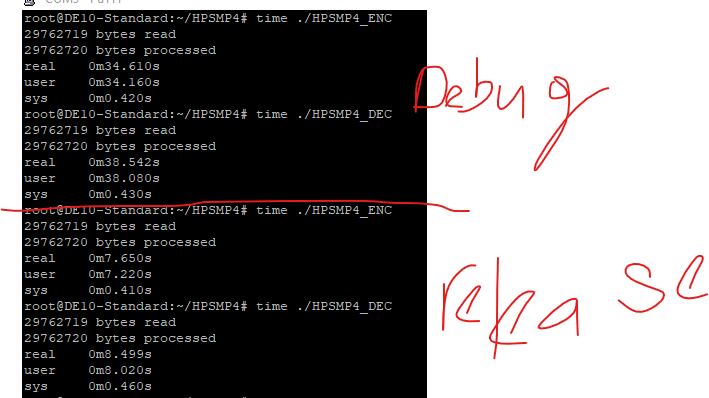 root@DE10-Standard:~/HPSMP4# time ./HPSMP4_ENC
29762719 bytes read
29762720 bytes processed
real 0m34.610s
user 0m34.160s
sys 0m0.420s
root@DE10-Standard:~/HPSMP4# time ./HPSMP4_DEC
29762719 bytes read
29762720 bytes processed
real 0m38.542s
user 0m38.080s
sys 0m0.430s
Debug
root@DE10-Standard:~/HPSMP4# time ./HPSMP4_ENC
29762719 bytes read
29762720 bytes processed
real 0m7.650s
user 0m7.220s
sys 0m0.410s
root@DE10-Standard:~/HPSMP4# time ./HPSMP4_DEC
29762719 bytes read
29762720 bytes processed
real 0m8.499s
user 0m8.020s
sys 0m0.460s